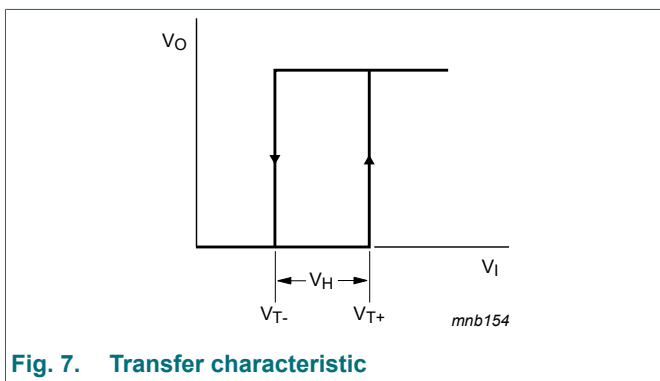 VO
VH
VI
VT-
VT+
mnb154
Fig. 7. Transfer characteristic